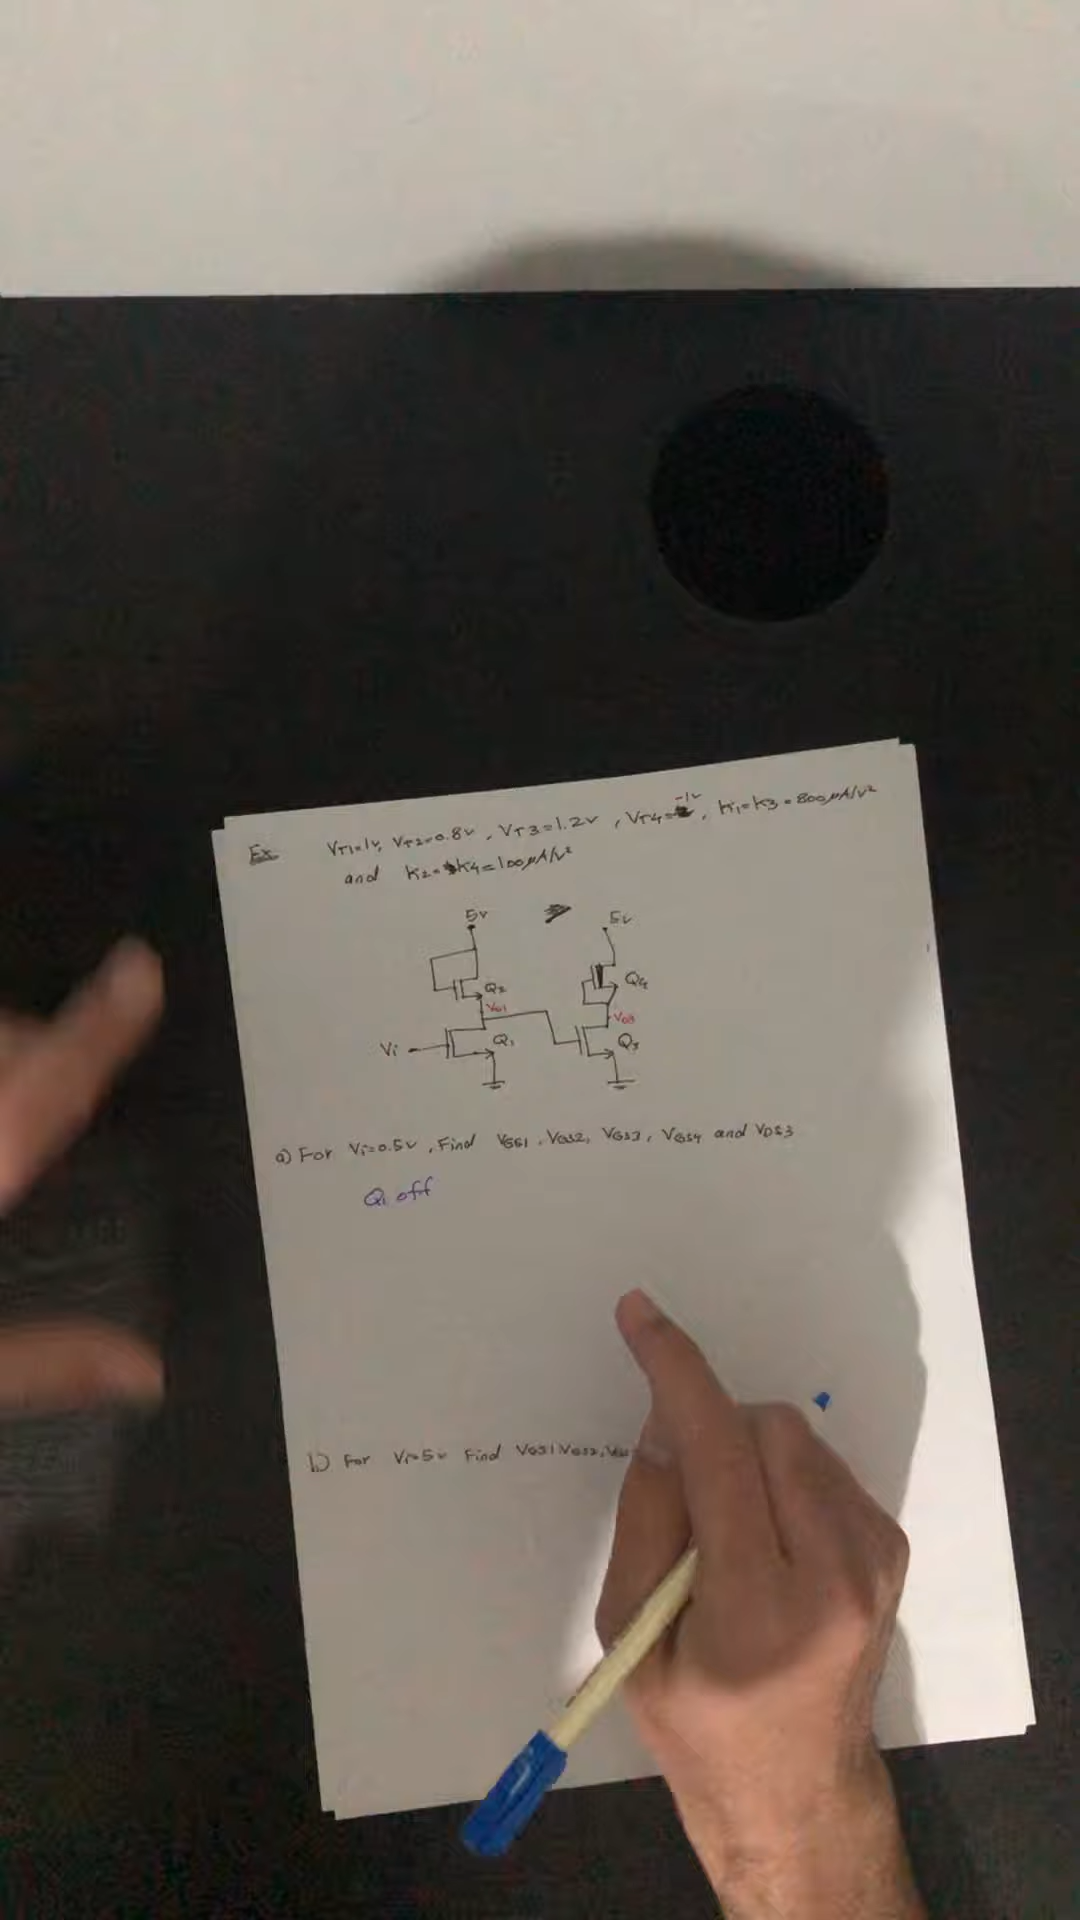 Ex VT1=1v, VT2=0.8v, VT3=1.2v, VT4=-1v, K1=K3=800μA/v²
and K2=K4=100μA/v²
5v
5v
Q2
Q4
Vo1
Vo3
Vi
Q1
Q3
a) For Vi=0.5v, Find VGS1, VGS2, VGS3, VGS4 and VDS3
Q1 off
b) For Vi=5v Find VGS1 VGS2,